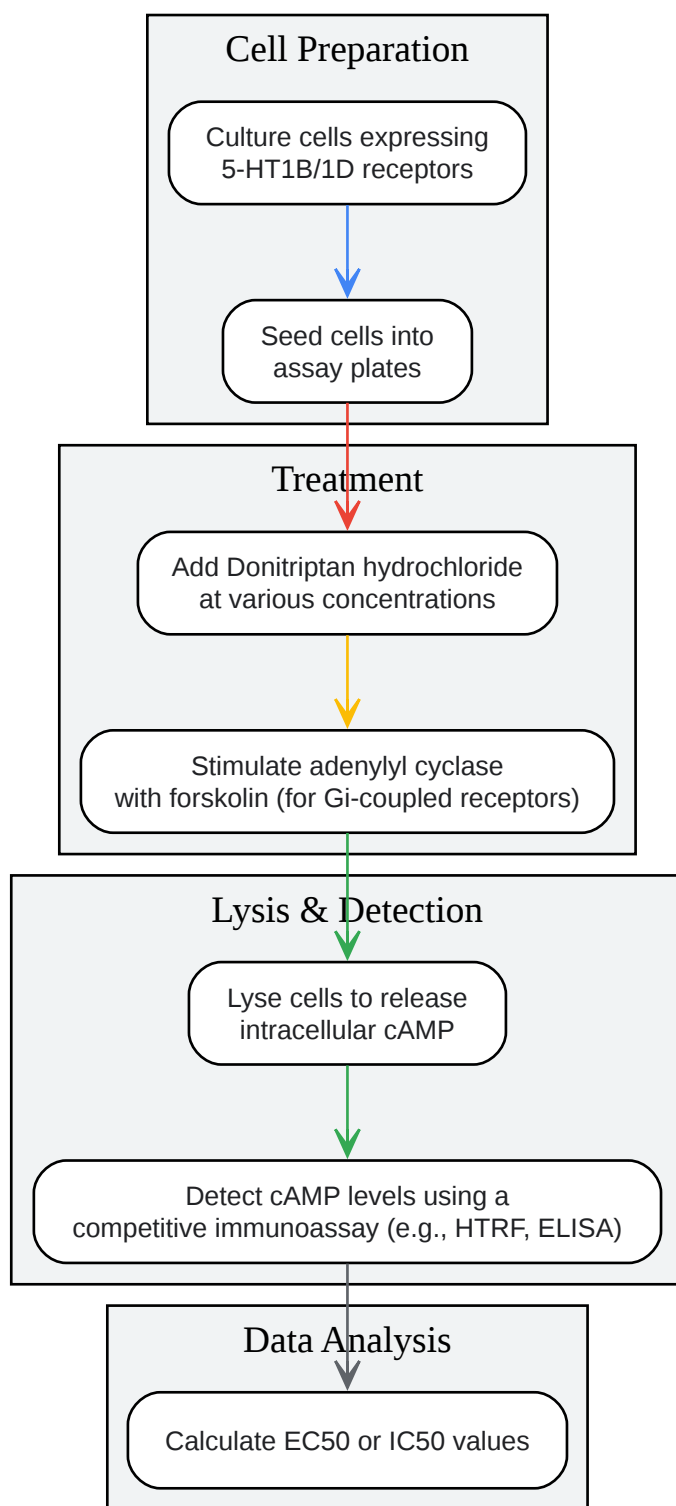 Cell Preparation
Culture cells expressing
5-HT1B/1D receptors
Seed cells into
assay plates
Treatment
Add Donitriptan hydrochloride
at various concentrations
Stimulate adenylyl cyclase
with forskolin (for Gi-coupled receptors)
Lysis & Detection
Lyse cells to release
intracellular cAMP
Detect cAMP levels using a
competitive immunoassay (e.g., HTRF, ELISA)
Data Analysis
Calculate EC50 or IC50 values